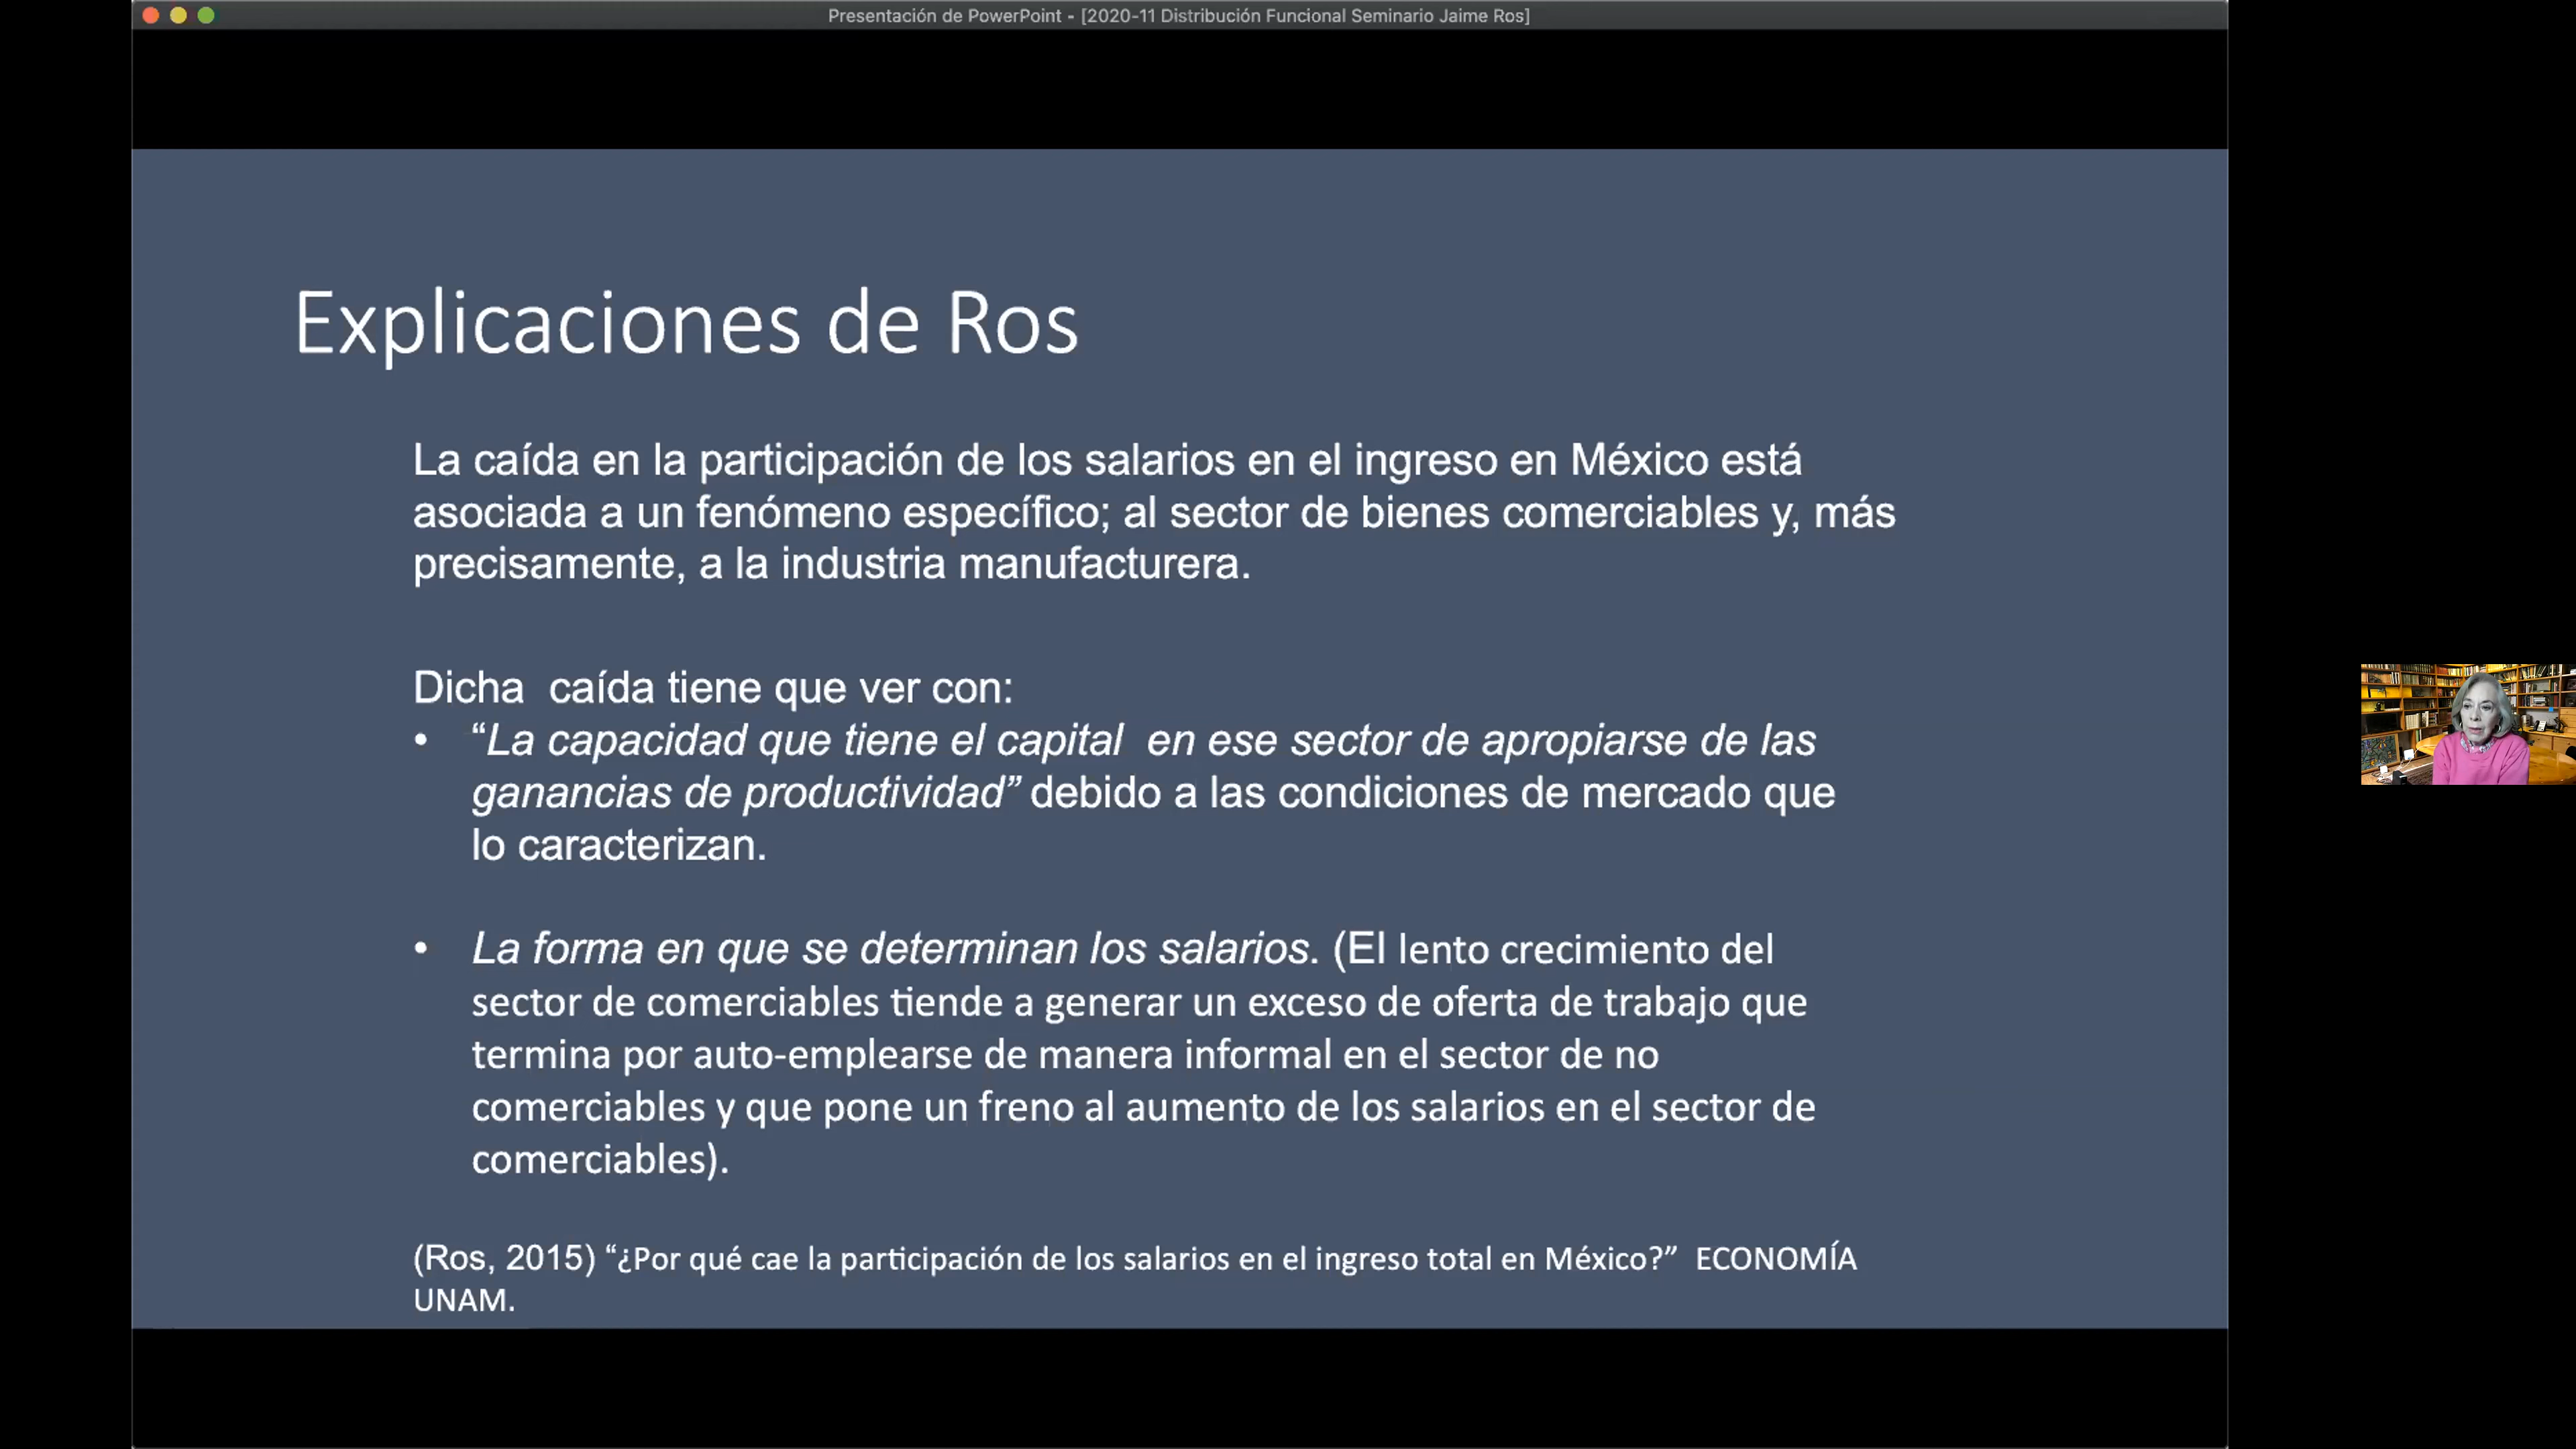 Presentación de PowerPoint - [2020-11 Distribución Funcional Seminario Jaime Ros]
Explicaciones de Ros
La caída en la participación de los salarios en el ingreso en México está
asociada a un fenómeno específico; al sector de bienes comerciables y, más
precisamente, a la industria manufacturera.
Dicha  caída tiene que ver con:
• “La capacidad que tiene el capital  en ese sector de apropiarse de las
ganancias de productividad” debido a las condiciones de mercado que
lo caracterizan.
• La forma en que se determinan los salarios. (El lento crecimiento del
sector de comerciables tiende a generar un exceso de oferta de trabajo que
termina por auto-emplearse de manera informal en el sector de no
comerciables y que pone un freno al aumento de los salarios en el sector de
comerciables).
(Ros, 2015) “¿Por qué cae la participación de los salarios en el ingreso total en México?”  ECONOMÍA
UNAM.